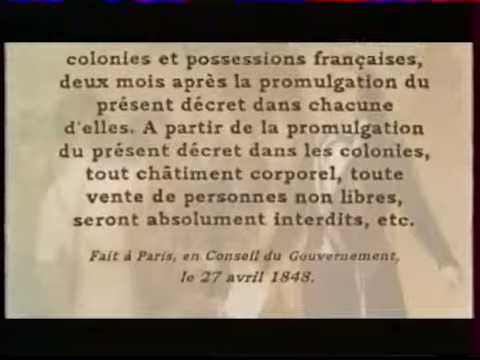 colonies et possessions françaises,
deux mois après la promulgation du
présent décret dans chacune
d'elles. A partir de la promulgation
du présent décret dans les colonies,
tout châtiment corporel, toute
vente de personnes non libres,
seront absolument interdits, etc.
Fait à Paris, en Conseil du Gouvernement,
le 27 avril 1848.